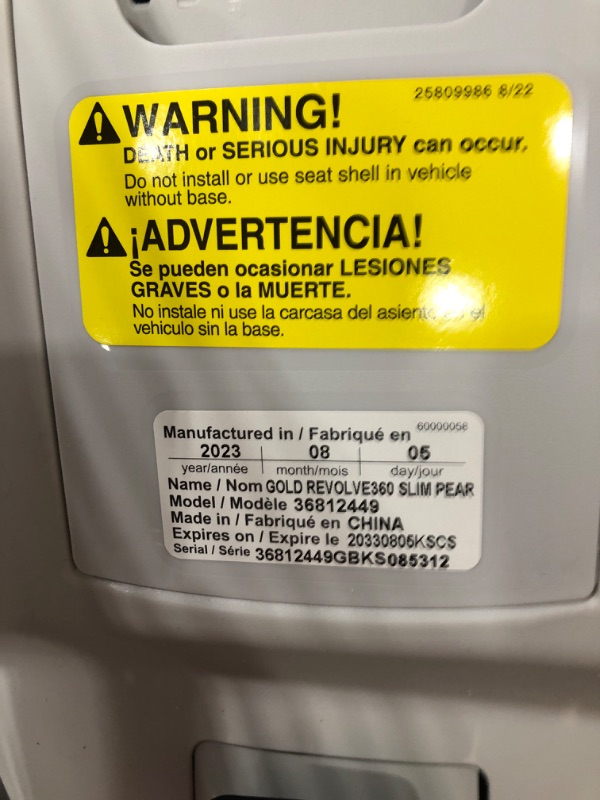 25809986 8/22
WARNING!
DEATH or SERIOUS INJURY can occur.
Do not install or use seat shell in vehicle
without base.
¡ADVERTENCIA!
Se pueden ocasionar LESIONES
GRAVES o la MUERTE.
No instale ni use la carcasa del asiento en el
vehiculo sin la base.
Manufactured in / Fabriqué en 60000056
2023 08 05
year/année month/mois day/jour
Name / Nom GOLD REVOLVE360 SLIM PEAR
Model / Modèle 36812449
Made in / Fabriqué en CHINA
Expires on / Expire le 20330805KSCS
Serial / Série 36812449GBKS085312